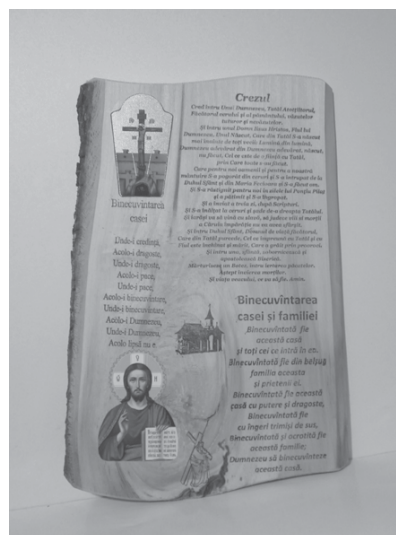 Crezul
Cred întru Unul Dumnezeu, Tatăl Atoțiitorul,
Făcătorul cerului și al pământului, văzutelor
tuturor și nevăzutelor.
Și întru unul Domn Iisus Hristos, Fiul lui
Dumnezeu, Unul Născut, Care din Tatăl S-a născut
mai înainte de toți vecii. Lumină din lumină,
Dumnezeu adevărat din Dumnezeu adevărat, născut,
nu făcut, Cel ce este de o ființă cu Tatăl,
prin Care toate s-au făcut.
Care pentru noi oamenii și pentru a noastră
mântuire S-a pogorât din ceruri și S-a întrupat de la
Duhul Sfânt și din Maria Fecioara și S-a făcut om.
Și S-a răstignit pentru noi în zilele lui Ponțiu Pilat
și a pătimit și S-a îngropat.
Și a înviat a treia zi, după Scripturi.
Și S-a înălțat la ceruri și șade de-a dreapta Tatălui.
Și iarăși va să vină cu slavă, să judece viii și morții
a Cărui Împărăție nu va avea sfârșit.
Și întru Duhul Sfânt, Domnul de viață făcătorul,
Care din Tatăl purcede, Cel ce împreună cu Tatăl și cu
Fiul este închinat și mărit, Care a grăit prin prooroci.
Și întru una, sfântă, sobornicească și
apostolească Biserică.
Mărturisesc un Botez, întru iertarea păcatelor.
Aștept învierea morților.
Și viața veacului, ce va să fie. Amin.
Binecuvîntarea
casei
Unde-i credință,
Acolo-i dragoste,
Unde-i dragoste,
Acolo-i pace,
Unde-i pace,
Acolo-i binecuvîntare,
Unde-i binecuvîntare,
Acolo-i Dumnezeu,
Unde-i Dumnezeu,
Acolo lipsă nu e.
Binecuvîntarea
casei și familiei
Binecuvântată fie
această casă
și toți cei ce intră în ea.
Binecuvântată fie din belșug
familia aceasta
și prietenii ei.
Binecuvântată fie această
casă cu putere și dragoste,
Binecuvântată fie
cu îngeri trimiși de sus,
Binecuvântată și ocrotită fie
această familie;
Dumnezeu să binecuvinteze
această casă.